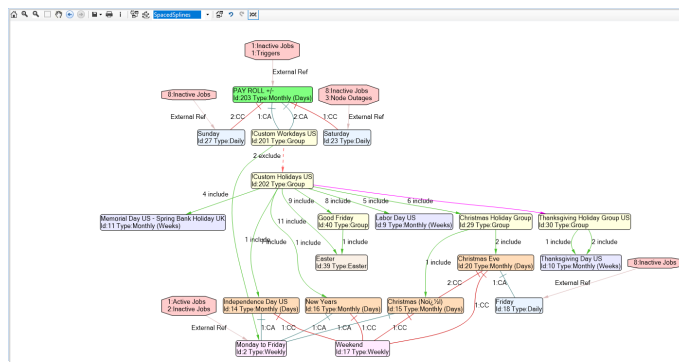 SpacedSplines
1:Inactive Jobs
1:Triggers
External Ref
8:Inactive Jobs
PAY ROLL +/-
Id:203 Type:Monthly (Days)
8:Inactive Jobs
3:Node Outages
External Ref
2:CC
1:CA
2:CA
1:CC
External Ref
Sunday
Id:27 Type:Daily
!Custom Workdays US
Id:201 Type:Group
Saturday
Id:23 Type:Daily
2 exclude
!Custom Holidays US
Id:202 Type:Group
4 include
9 include
8 include
5 include
6 include
Memorial Day US - Spring Bank Holiday UK
Id:11 Type:Monthly (Weeks)
11 include
Good Friday
Id:40 Type:Group
Labor Day US
Id:9 Type:Monthly (Weeks)
Christmas Holiday Group
Id:29 Type:Group
Thanksgiving Holiday Group US
Id:30 Type:Group
1 include
2 include
1 include
2 include
Easter
Id:39 Type:Easter
Christmas Eve
Id:20 Type:Monthly (Days)
Thanksgiving Day US
Id:10 Type:Monthly (Weeks)
8:Inactive Jobs
1 include
2:CC
1:CA
External Ref
1:Active Jobs
2:Inactive Jobs
Independence Day US
Id:14 Type:Monthly (Days)
New Years
Id:16 Type:Monthly (Days)
Christmas (Noï¿½l)
Id:15 Type:Monthly (Days)
Friday
Id:18 Type:Daily
External Ref
1:CA
1:CC
1:CA
1:CC
1:CA
1:CC
1:CC
Monday to Friday
Id:2 Type:Weekly
Weekend
Id:17 Type:Weekly